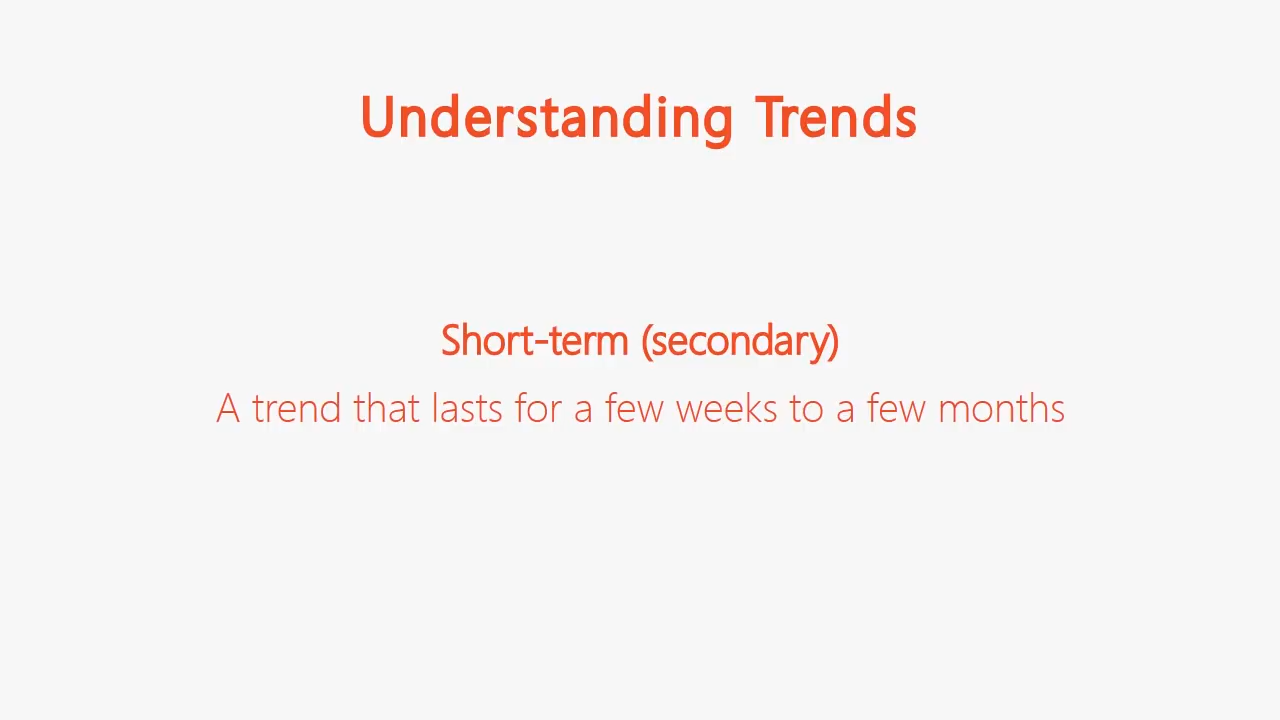 Understanding Trends
Short-term (secondary)
A trend that lasts for a few weeks to a few months